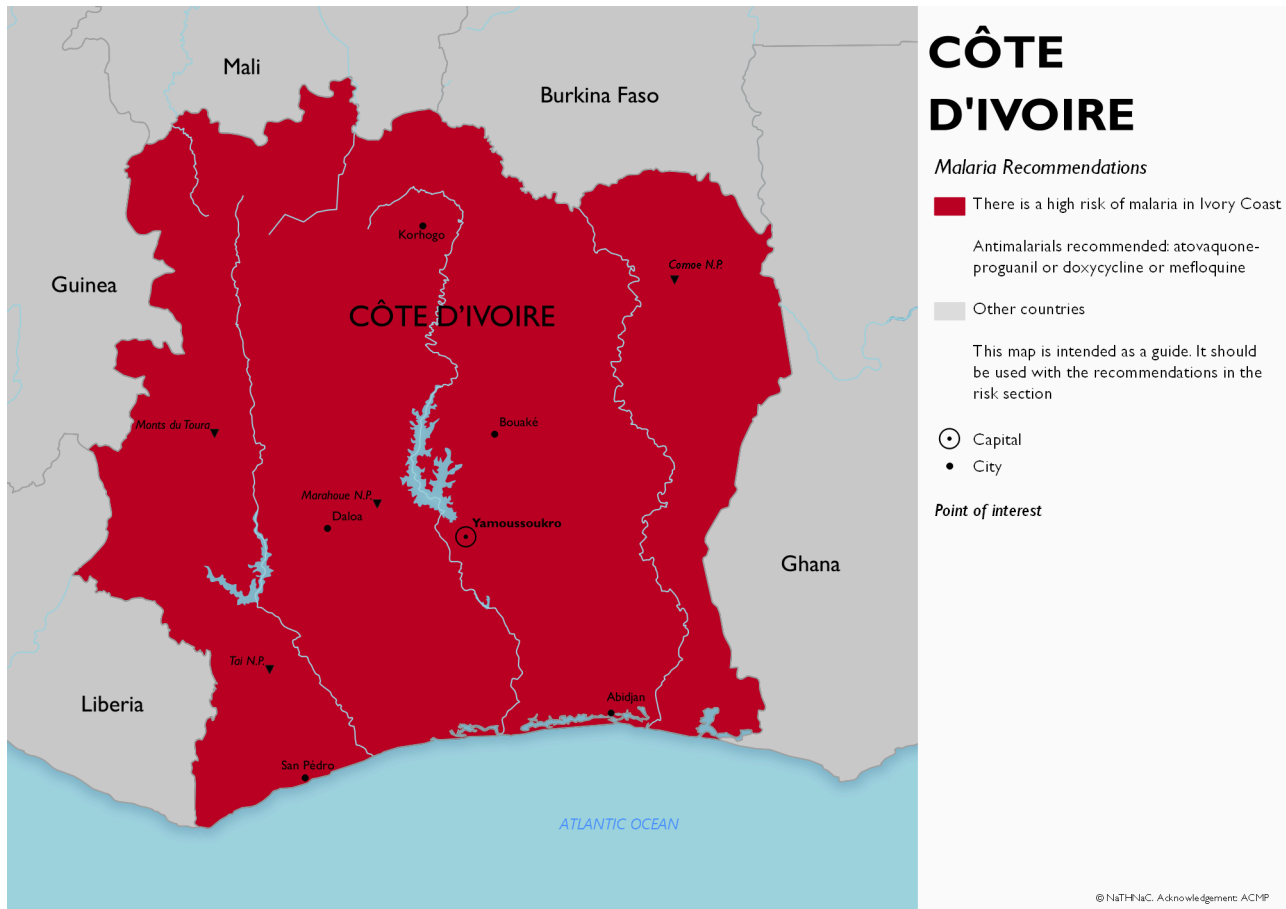 Mali
Burkina Faso
Guinea
Korhogo
Comoe N.P.
CÔTE D'IVOIRE
Monts du Toura
Bouaké
Marahoue N.P.
Daloa
Yamoussoukro
Ghana
Tai N.P.
Liberia
Abidjan
San Pédro
ATLANTIC OCEAN
CÔTE
D'IVOIRE
Malaria Recommendations
There is a high risk of malaria in Ivory Coast
Antimalarials recommended: atovaquone-
proguanil or doxycycline or mefloquine
Other countries
This map is intended as a guide. It should
be used with the recommendations in the
risk section
Capital
City
Point of interest
© NaTHNaC. Acknowledgement: ACMP